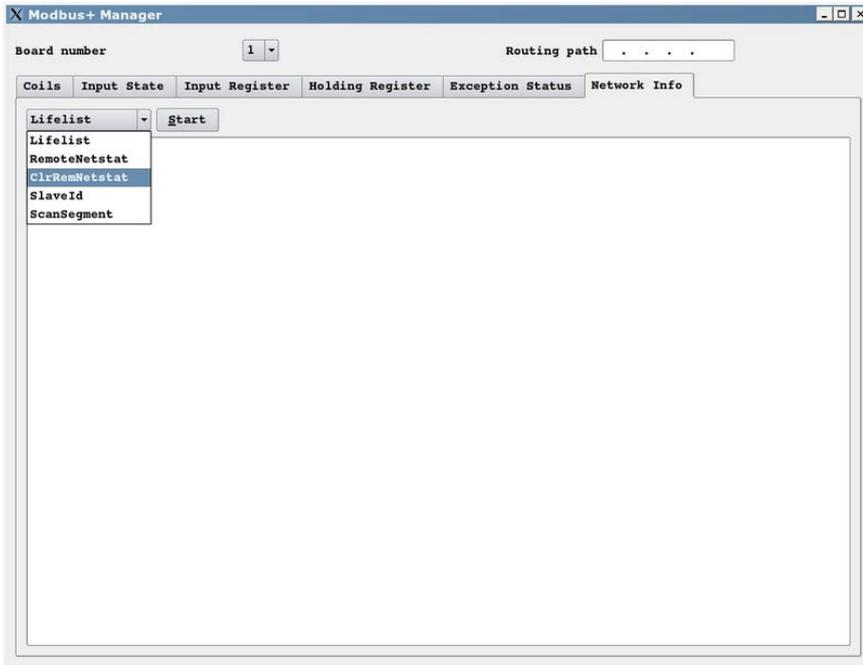 X Modbus+ Manager
Board number 1 Routing path . . . .
Coils Input State Input Register Holding Register Exception Status Network Info
Lifelist Start
Lifelist
RemoteNetstat
ClrRemNetstat
SlaveId
ScanSegment